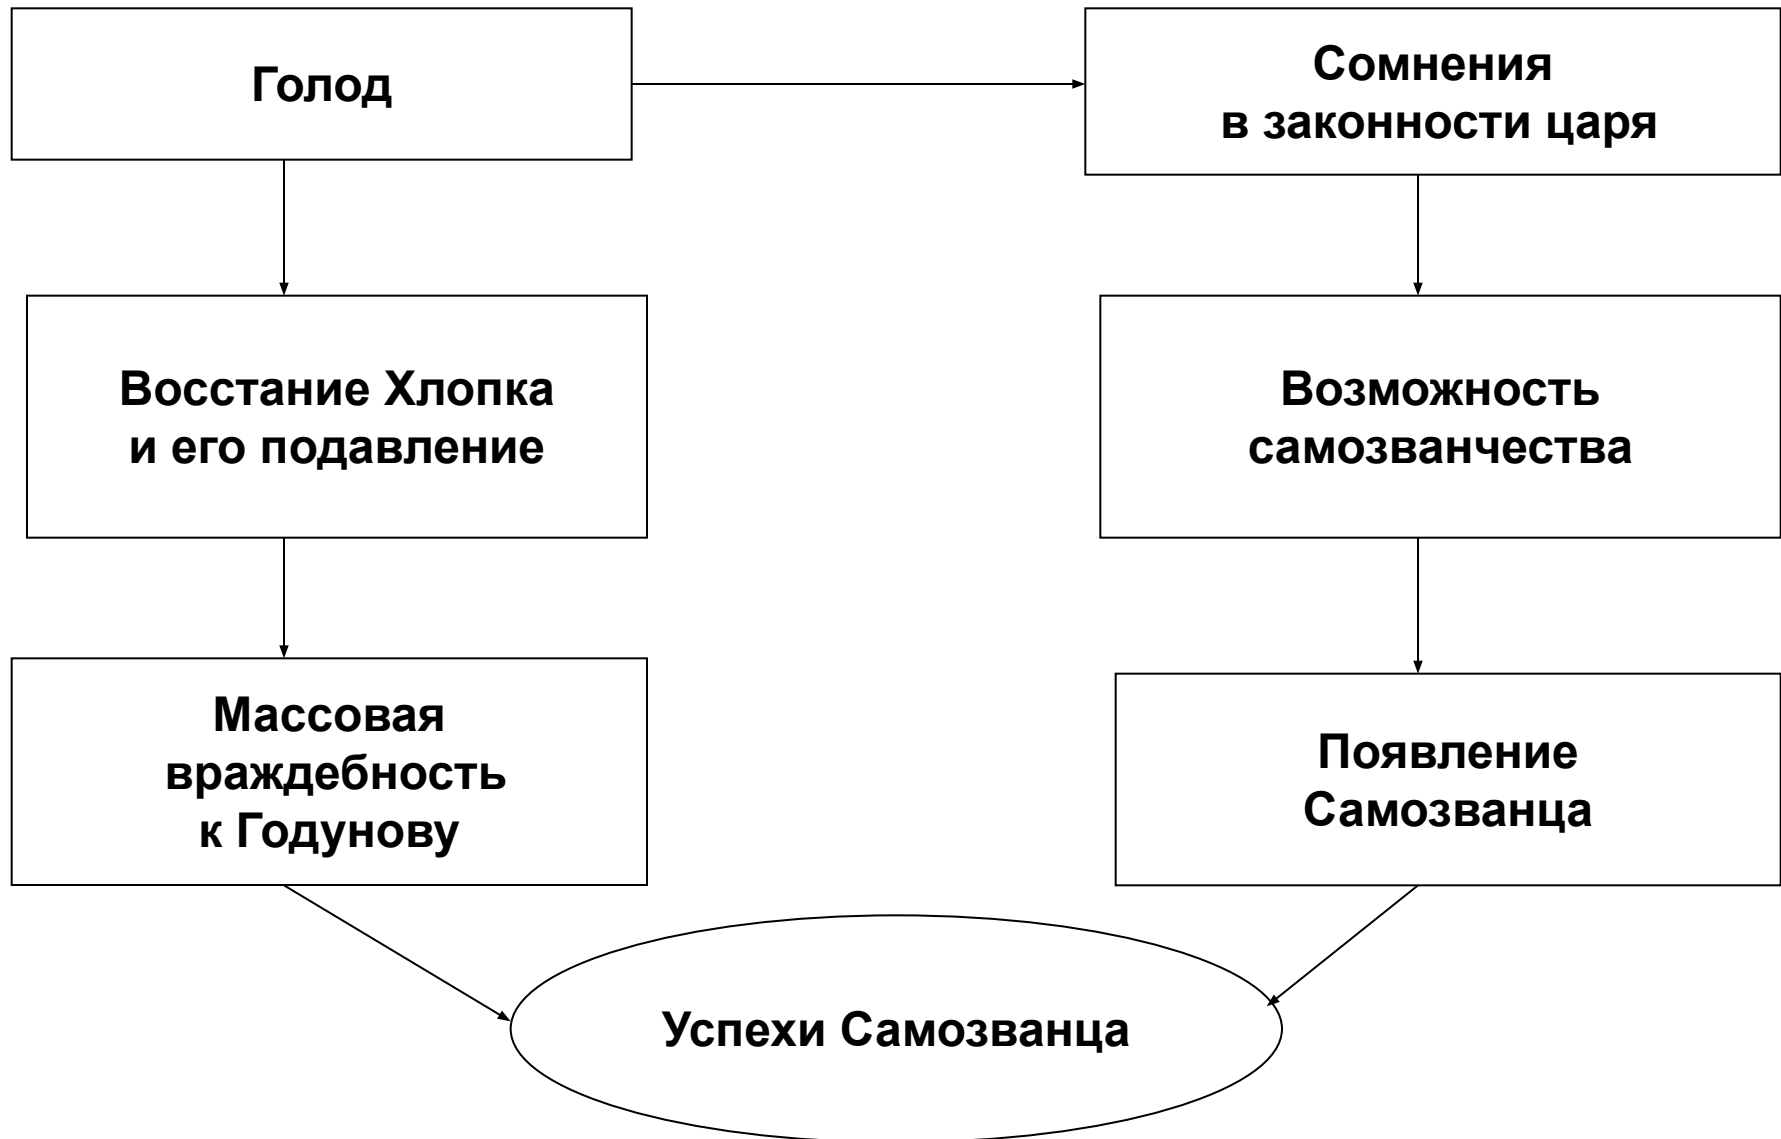 Голод
Сомнения
в законности царя
Восстание Хлопка
и его подавление
Возможность
самозванчества
Массовая
враждебность
к Годунову
Появление
Самозванца
Успехи Самозванца